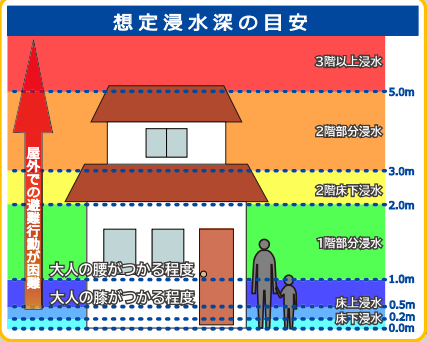 想定浸水深の目安
3階以上浸水
5.0m
2階部分浸水
3.0m
2階床下浸水
2.0m
屋外での避難行動が困難
1階部分浸水
大人の腰がつかる程度
1.0m
大人の膝がつかる程度
床上浸水
0.5m
0.2m
床下浸水
0.0m